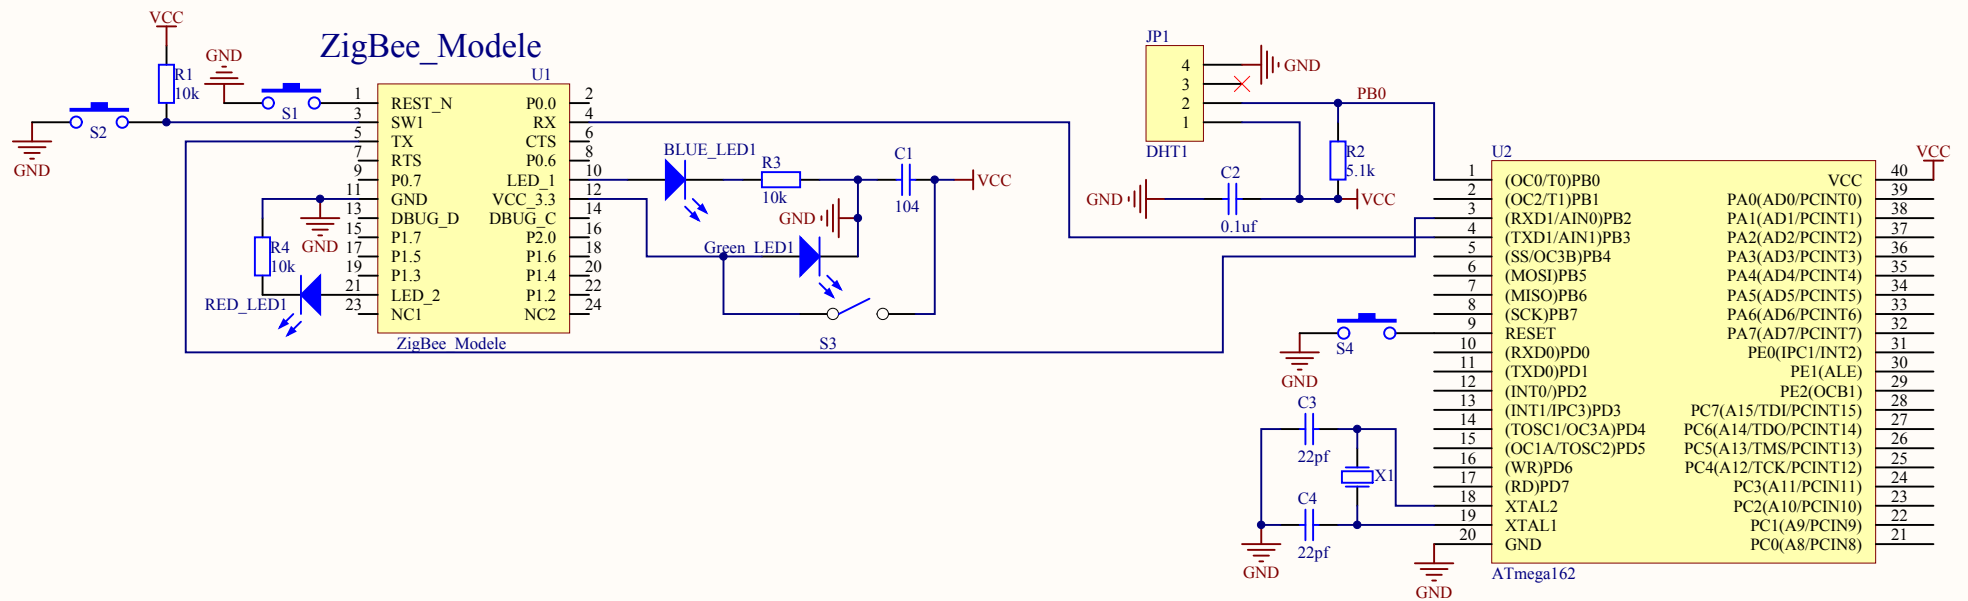 ZigBee_Modele
VCC
R1
10k
GND
S1
S2
GND
U1
1 REST_N P0.0 2
3 SW1 RX 4
5 TX CTS 6
7 RTS P0.6 8
9 P0.7 LED_1 10
11 GND VCC_3.3 12
13 DBUG_D DBUG_C 14
15 P1.7 P2.0 16
17 P1.5 P1.6 18
19 P1.3 P1.4 20
21 LED_2 P1.2 22
23 NC1 NC2 24
ZigBee_Modele
GND
R4
10k
RED_LED1
BLUE_LED1
R3
10k
C1
104
VCC
GND
Green_LED1
S3
JP1
4
3
2
1
DHT1
GND
PB0
R2
5.1k
C2
0.1uf
GND
VCC
U2
VCC
1 (OC0/T0)PB0 VCC 40
2 (OC2/T1)PB1 PA0(AD0/PCINT0) 39
3 (RXD1/AIN0)PB2 PA1(AD1/PCINT1) 38
4 (TXD1/AIN1)PB3 PA2(AD2/PCINT2) 37
5 (SS/OC3B)PB4 PA3(AD3/PCINT3) 36
6 (MOSI)PB5 PA4(AD4/PCINT4) 35
7 (MISO)PB6 PA5(AD5/PCINT5) 34
8 (SCK)PB7 PA6(AD6/PCINT6) 33
9 RESET PA7(AD7/PCINT7) 32
10 (RXD0)PD0 PE0(IPC1/INT2) 31
11 (TXD0)PD1 PE1(ALE) 30
12 (INT0/)PD2 PE2(OCB1) 29
13 (INT1/IPC3)PD3 PC7(A15/TDI/PCINT15) 28
14 (TOSC1/OC3A)PD4 PC6(A14/TDO/PCINT14) 27
15 (OC1A/TOSC2)PD5 PC5(A13/TMS/PCINT13) 26
16 (WR)PD6 PC4(A12/TCK/PCINT12) 25
17 (RD)PD7 PC3(A11/PCIN11) 24
18 XTAL2 PC2(A10/PCIN10) 23
19 XTAL1 PC1(A9/PCIN9) 22
20 GND PC0(A8/PCIN8) 21
ATmega162
S4
GND
C3
22pf
X1
C4
22pf
GND
GND